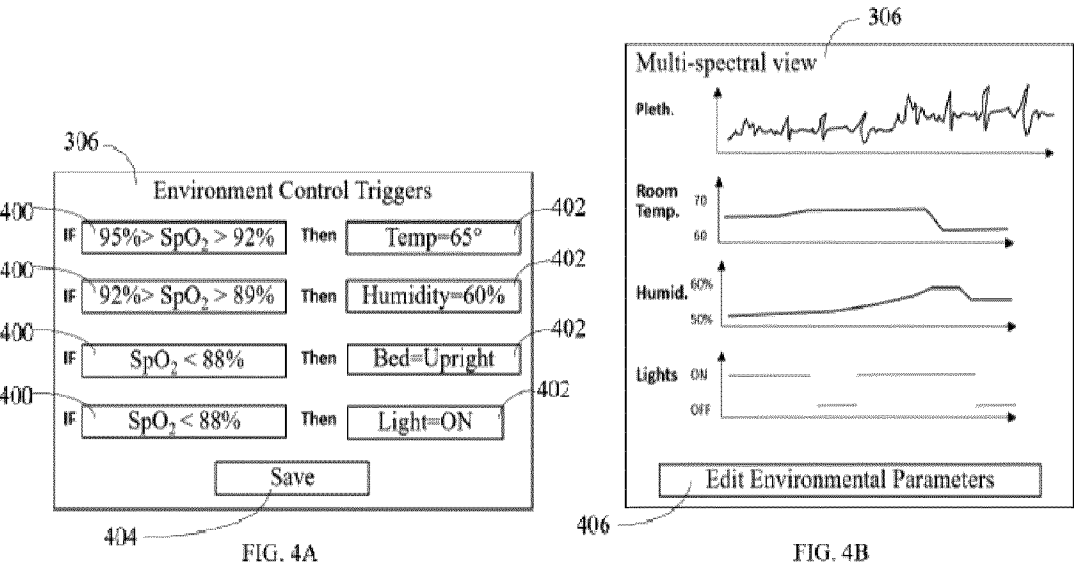 306
Environment Control Triggers
400
402
IF 95%> SpO₂ > 92% Then Temp=65°
400
402
IF 92%> SpO₂ > 89% Then Humidity=60%
400
402
IF SpO₂ < 88% Then Bed=Upright
400
402
IF SpO₂ < 88% Then Light=ON
Save
404
FIG. 4A
306
Multi-spectral view
Pleth.
Room
Temp.
70
60
Humid.
60%
50%
Lights
ON
OFF
Edit Environmental Parameters
406
FIG. 4B